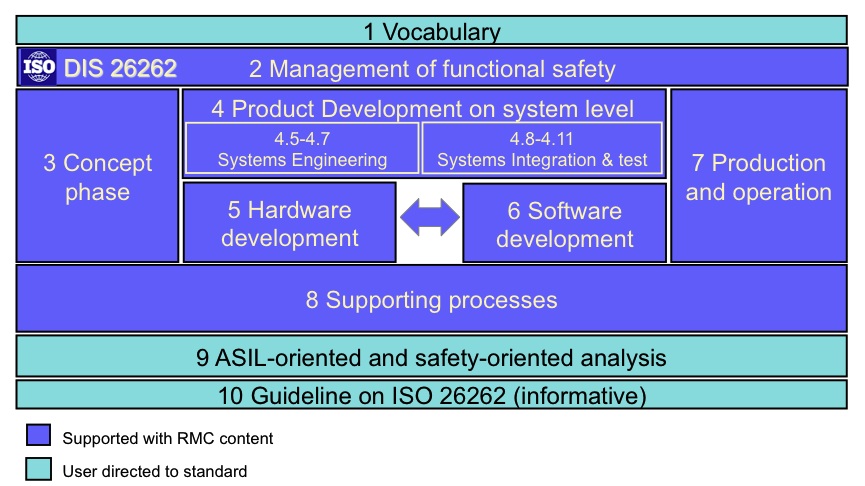 1 Vocabulary
ISO DIS 26262 2 Management of functional safety
4 Product Development on system level
4.5-4.7
Systems Engineering
4.8-4.11
Systems Integration & test
3 Concept
phase
7 Production
and operation
5 Hardware
development
6 Software
development
8 Supporting processes
9 ASIL-oriented and safety-oriented analysis
10 Guideline on ISO 26262 (informative)
Supported with RMC content
User directed to standard